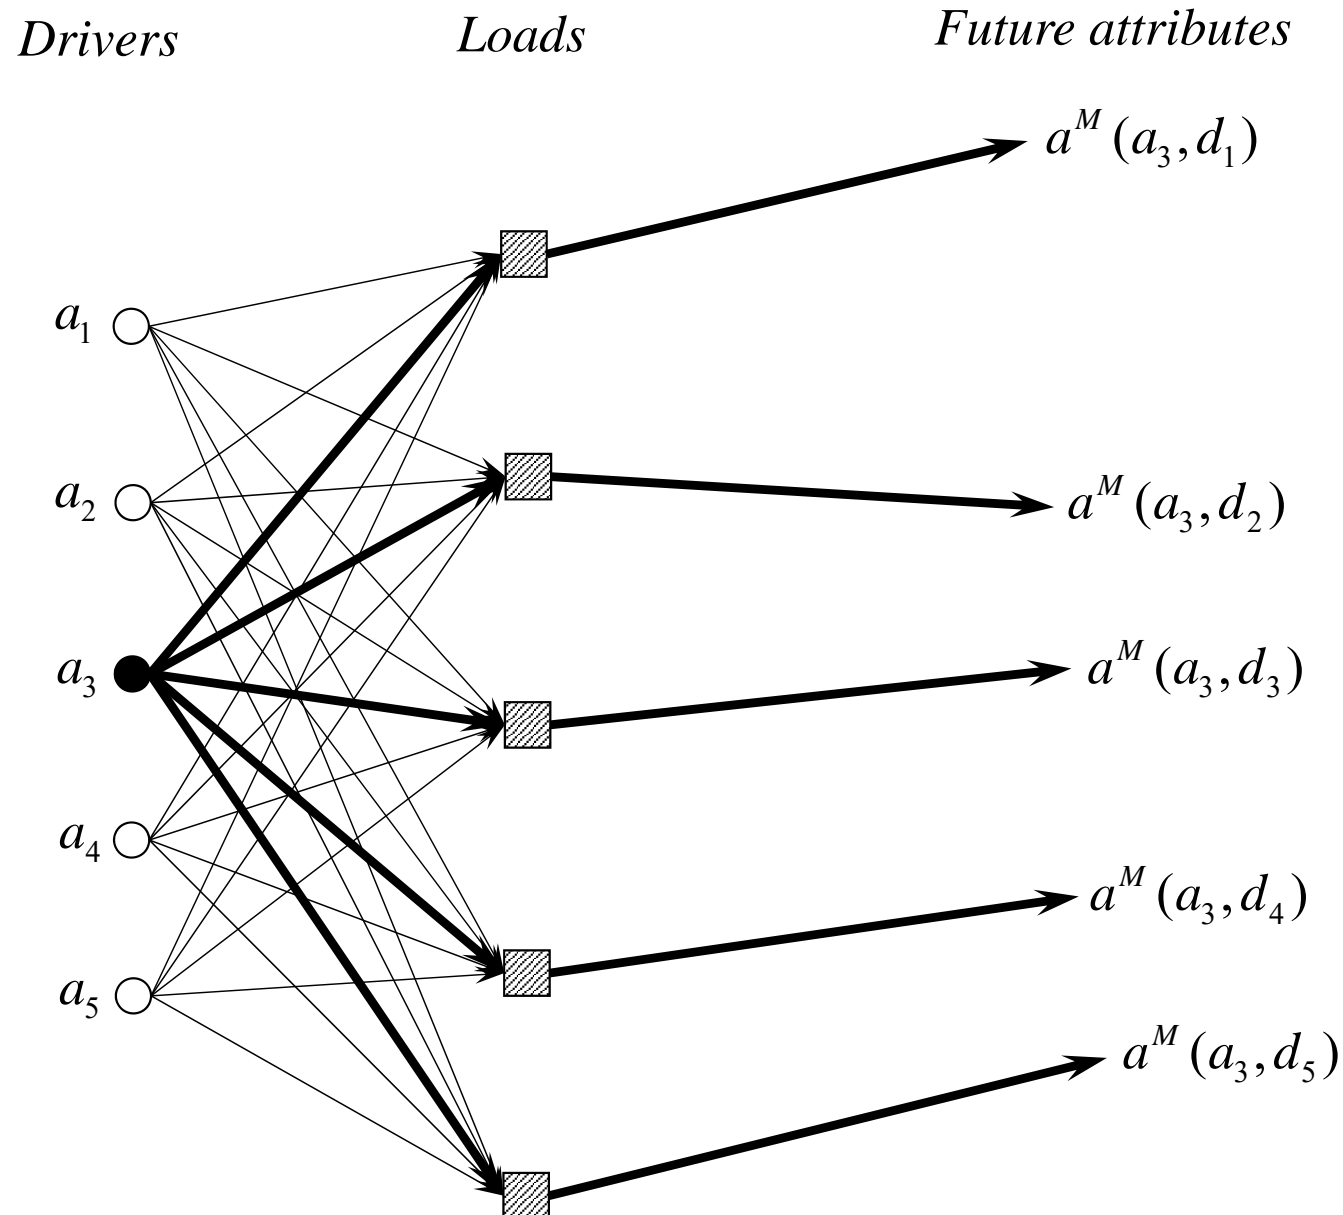 Drivers Loads Future attributes
a^M (a_3, d_1)
a_1
a_2
a^M (a_3, d_2)
a_3
a^M (a_3, d_3)
a_4
a^M (a_3, d_4)
a_5
a^M (a_3, d_5)